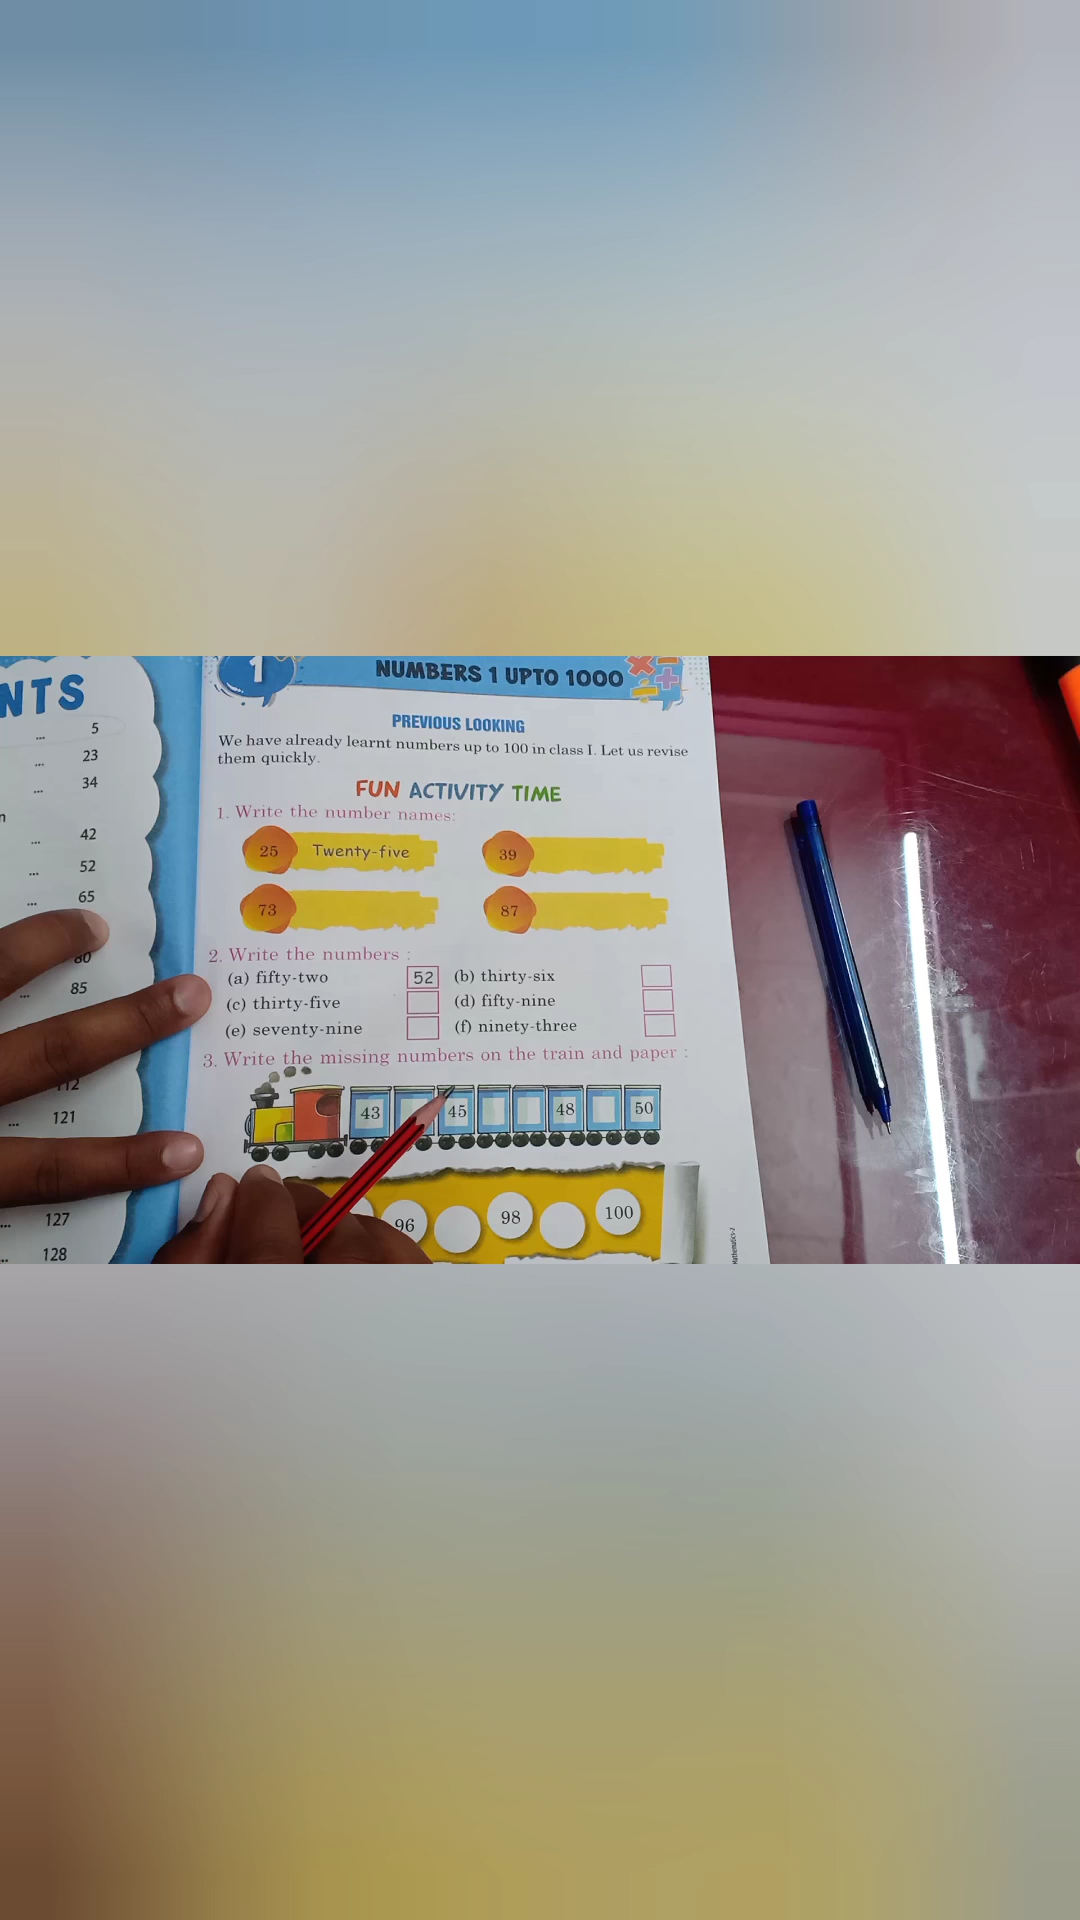 NTS
... 5
... 23
... 34
n
... 42
... 52
... 65
80
... 85
112
... 121
... 127
... 128
1
NUMBERS 1 UPTO 1000
PREVIOUS LOOKING
We have already learnt numbers up to 100 in class I. Let us revise
them quickly.
FUN ACTIVITY TIME
1. Write the number names:
25 Twenty-five 39
73 87
2. Write the numbers :
(a) fifty-two 52 (b) thirty-six
(c) thirty-five (d) fifty-nine
(e) seventy-nine (f) ninety-three
3. Write the missing numbers on the train and paper :
43 45 48 50
96 98 100
Mathematics-2